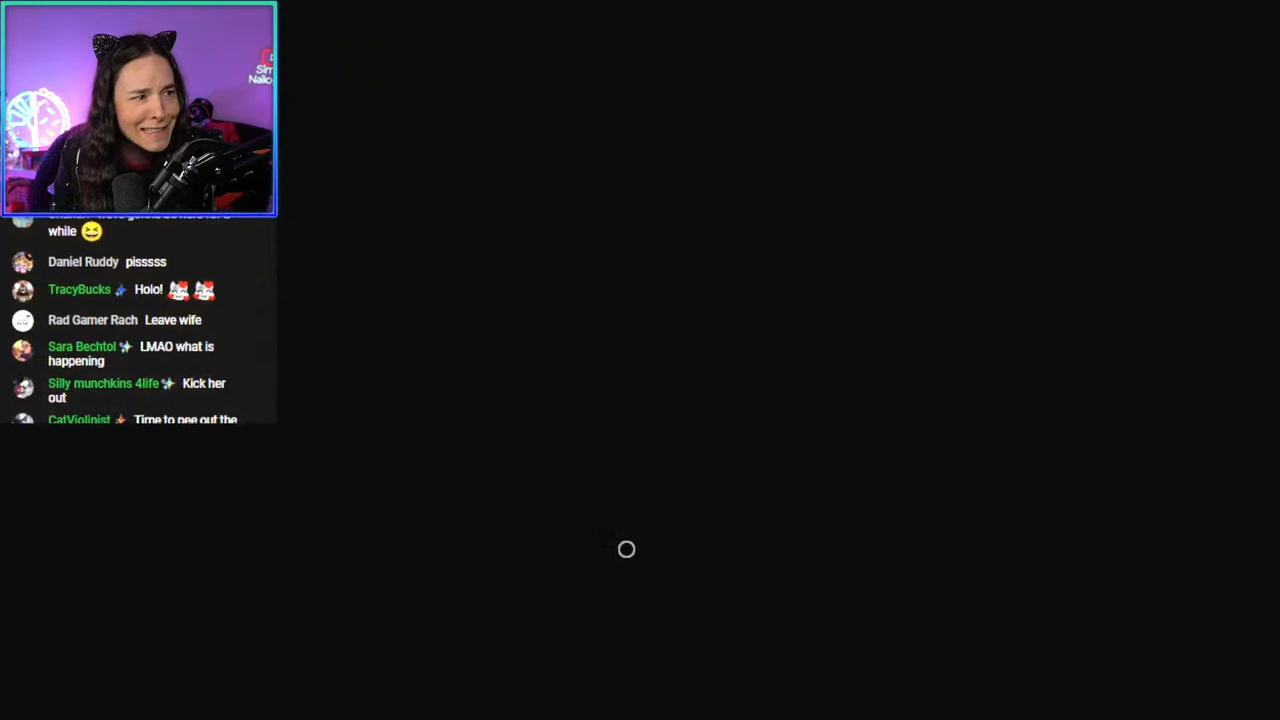 while
Daniel Ruddy pisssss
TracyBucks Holo!
Rad Gamer Rach Leave wife
Sara Bechtol LMAO what is
happening
Silly munchkins 4life Kick her
out
CatViolinist Time to pee out the